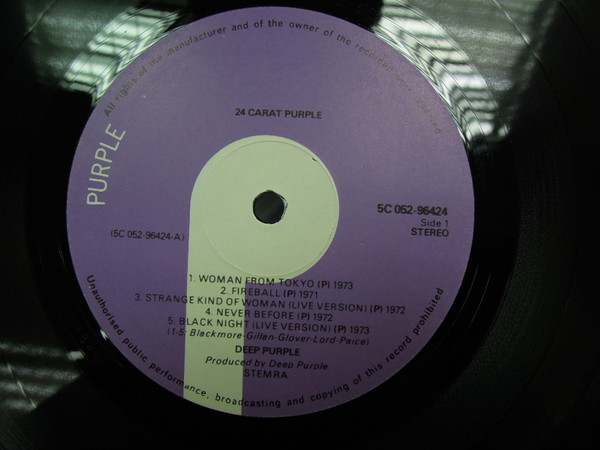 All rights of the manufacturer and of the owner of the recorded work reserved
PURPLE
24 CARAT PURPLE
5C 052-96424
Side 1
STEREO
(5C 052-96424-A)
1. WOMAN FROM TOKYO (P) 1973
2. FIREBALL (P) 1971
3. STRANGE KIND OF WOMAN (LIVE VERSION) (P) 1972
4. NEVER BEFORE (P) 1972
5. BLACK NIGHT (LIVE VERSION) (P) 1973
(1-5: Blackmore-Gillan-Glover-Lord-Paice)
DEEP PURPLE
Produced by Deep Purple
STEMRA
Unauthorised public performance, broadcasting and copying of this record prohibited